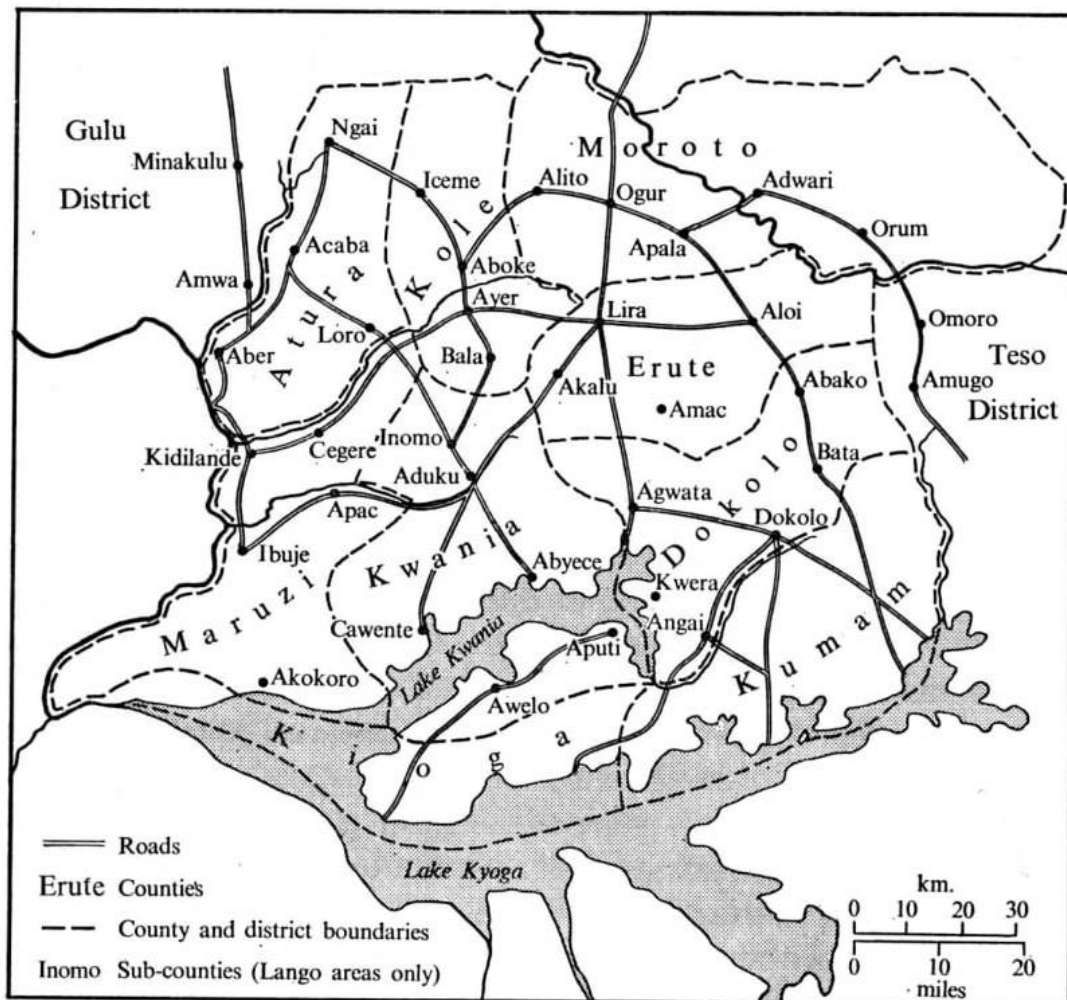 Gulu
District
Minakulu
Ngai
Iceme
Moroto
Alito
Ogur
Adwari
Apala
Orum
Acaba
Kole
Aboke
Amwa
Atura
Ayer
Lira
Aloi
Omoro
Loro
Aber
Bala
Akalu
Erute
Abako
Teso
District
Amugo
Amac
Kidilande
Cegere
Inomo
Aduku
Bata
Apac
Agwata
Dokolo
Dokolo
Ibuje
Kwania
Abyece
Kwera
Maruzi
Cawente
Lake Kwania
Aputi
Angai
Kumam
Akokoro
Awelo
Kioga
Lake Kyoga
Roads
Erute Counties
County and district boundaries
Inomo Sub-counties (Lango areas only)
km.
0 10 20 30
0 10 20
miles